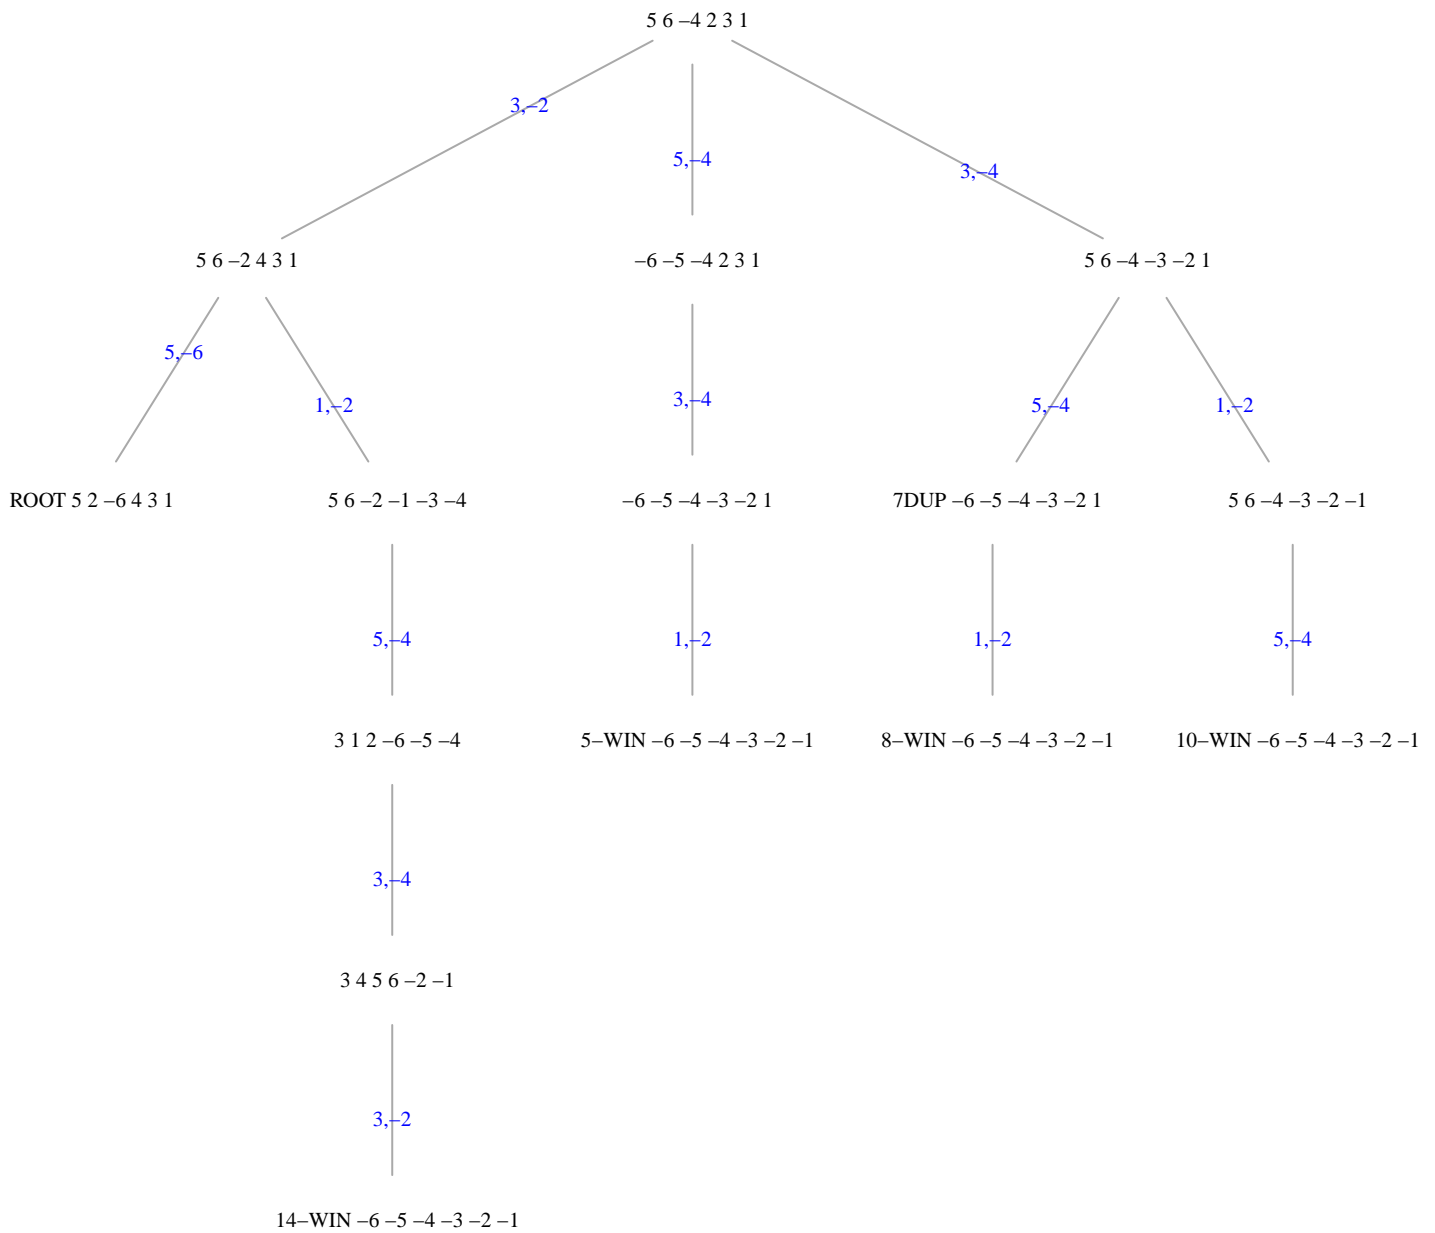 5 6 –4 2 3 1
3,–2
5,–4
3,–4
5 6 –2 4 3 1
–6 –5 –4 2 3 1
5 6 –4 –3 –2 1
5,–6
1,–2
3,–4
5,–4
1,–2
ROOT 5 2 –6 4 3 1
5 6 –2 –1 –3 –4
–6 –5 –4 –3 –2 1
7DUP –6 –5 –4 –3 –2 1
5 6 –4 –3 –2 –1
5,–4
1,–2
1,–2
5,–4
3 1 2 –6 –5 –4
5–WIN –6 –5 –4 –3 –2 –1
8–WIN –6 –5 –4 –3 –2 –1
10–WIN –6 –5 –4 –3 –2 –1
3,–4
3 4 5 6 –2 –1
3,–2
14–WIN –6 –5 –4 –3 –2 –1